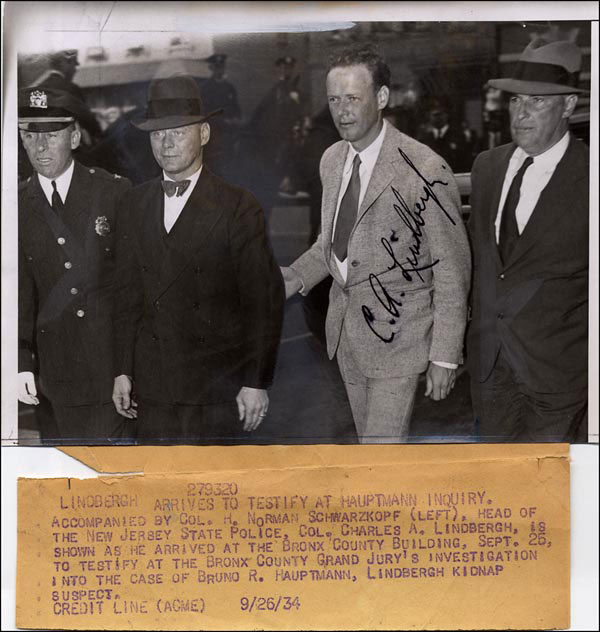 C. A. Lindbergh.
279320
LINDBERGH ARRIVES TO TESTIFY AT HAUPTMANN INQUIRY.
ACCOMPANIED BY COL. H. NORMAN SCHWARZKOPF (LEFT), HEAD OF
THE NEW JERSEY STATE POLICE, COL. CHARLES A. LINDBERGH, IS
SHOWN AS HE ARRIVED AT THE BRONX COUNTY BUILDING, SEPT. 26,
TO TESTIFY AT THE BRONX COUNTY GRAND JURY'S INVESTIGATION
INTO THE CASE OF BRUNO R. HAUPTMANN, LINDBERGH KIDNAP
SUSPECT.
CREDIT LINE (ACME) 9/26/34